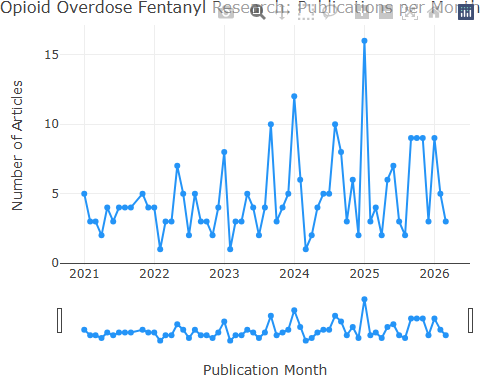 Opioid Overdose Fentanyl Research: Publications per Month
15
10
5
0
Number of Articles
2021 2022 2023 2024 2025 2026
Publication Month